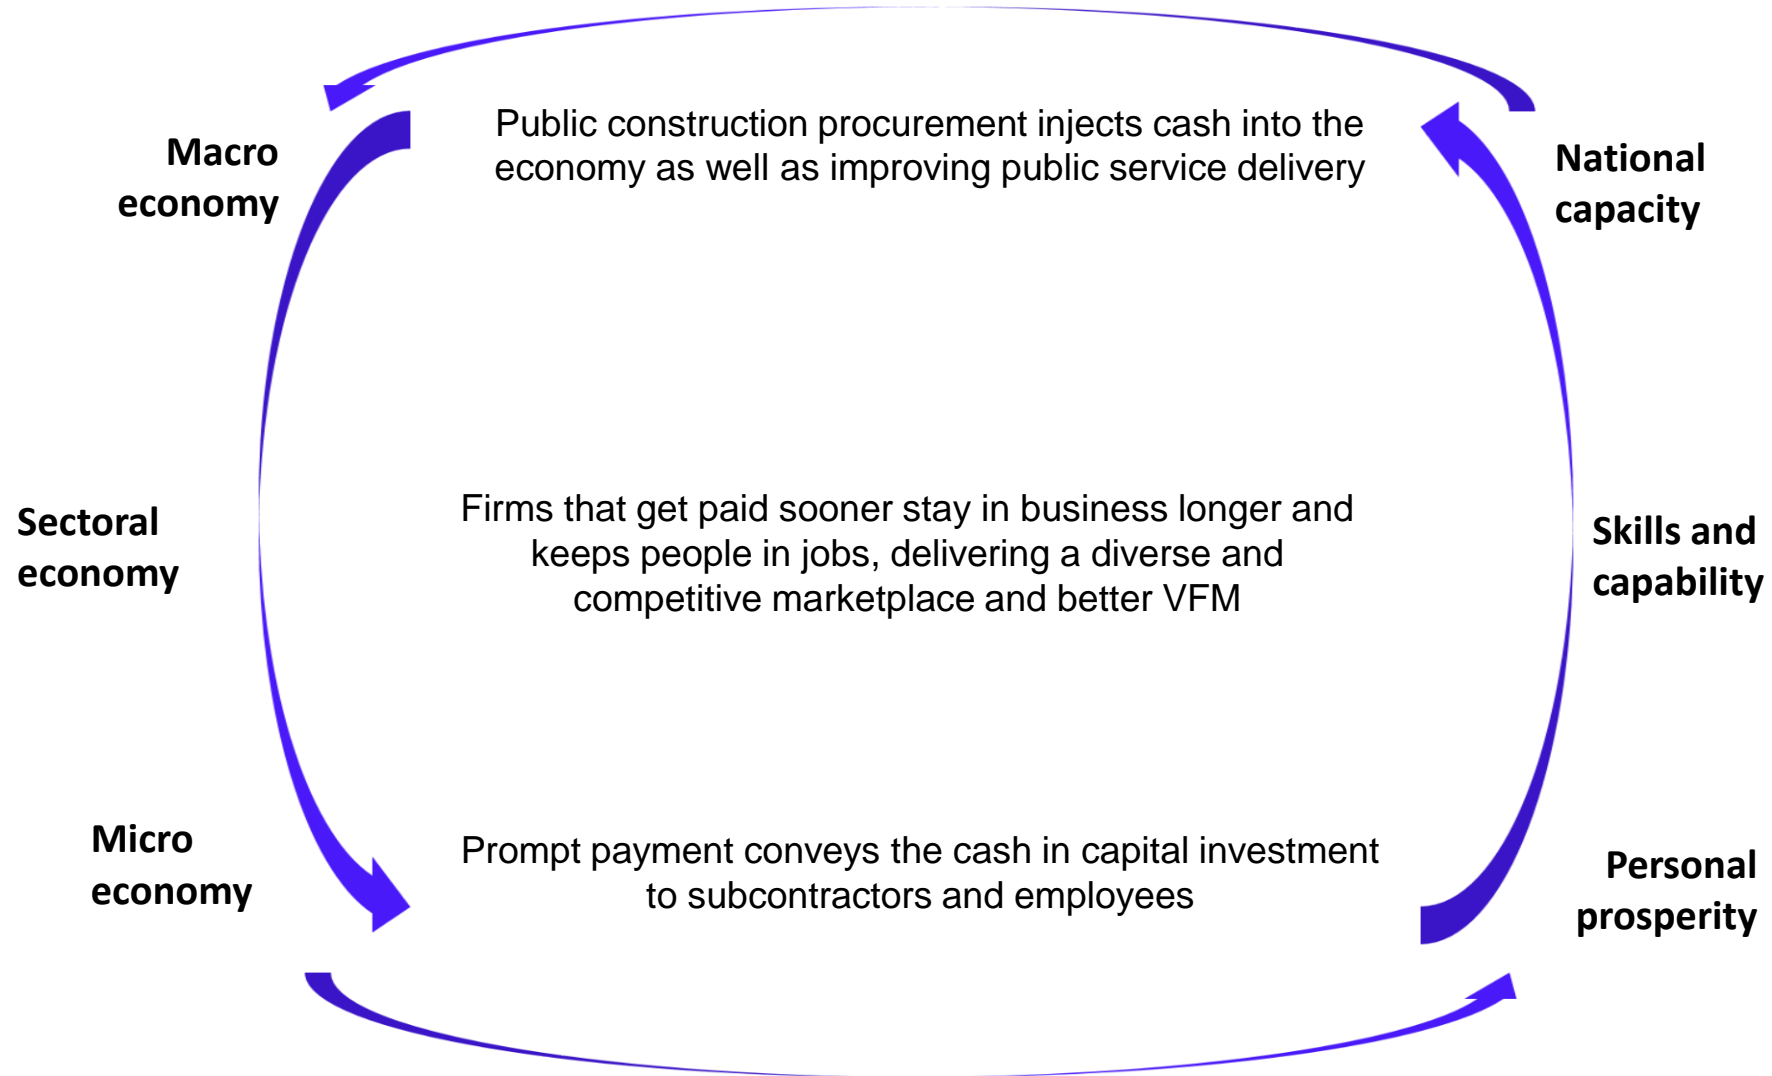 Public construction procurement injects cash into the
economy as well as improving public service delivery
Macro
economy
National
capacity
Firms that get paid sooner stay in business longer and
keeps people in jobs, delivering a diverse and
competitive marketplace and better VFM
Sectoral
economy
Skills and
capability
Prompt payment conveys the cash in capital investment
to subcontractors and employees
Micro
economy
Personal
prosperity